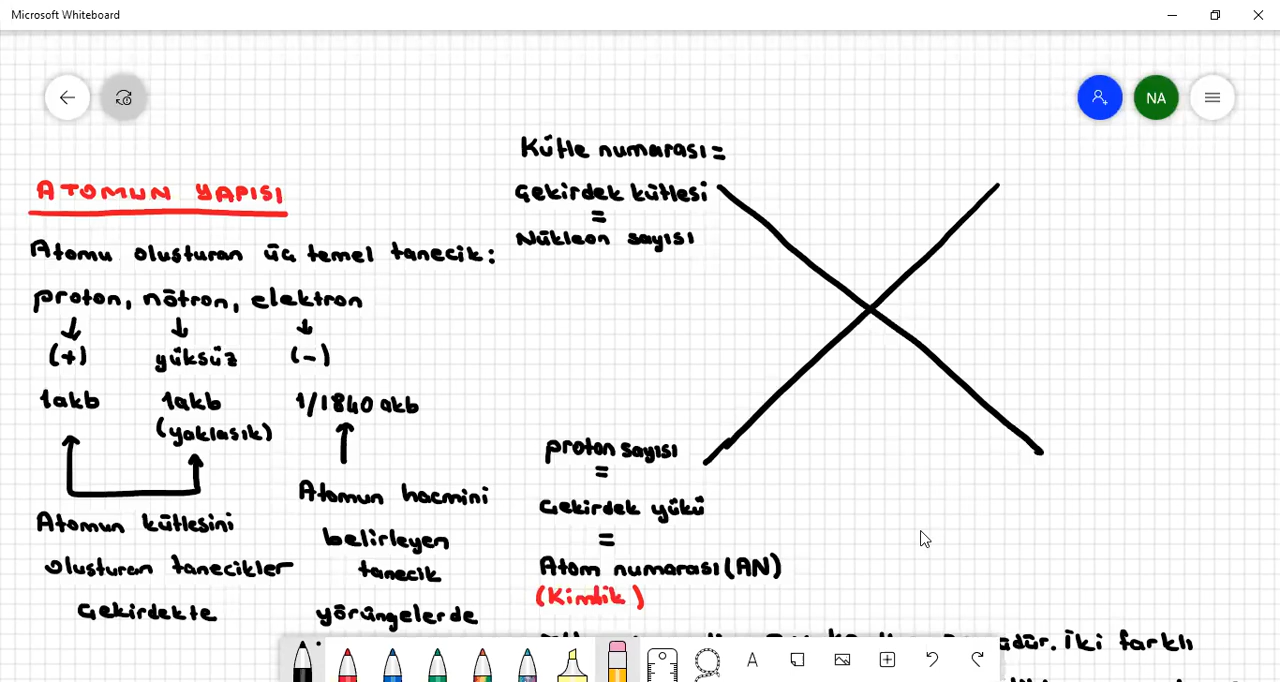 Microsoft Whiteboard
NA
ATOMUN YAPISI
Atomu oluşturan üç temel tanecik:
proton, nötron, elektron
(+) yüksüz (-)
1akb 1akb 1/1840 akb
(yaklaşık)
Atomun kütlesini
oluşturan tanecikler
Çekirdekte
Atomun hacmini
belirleyen
tanecik
yörüngelerde
Kütle numarası =
Çekirdek kütlesi
=
Nükleon sayısı
proton sayısı
=
Çekirdek yükü
=
Atom numarası (AN)
(Kimlik)
İki farklı
A